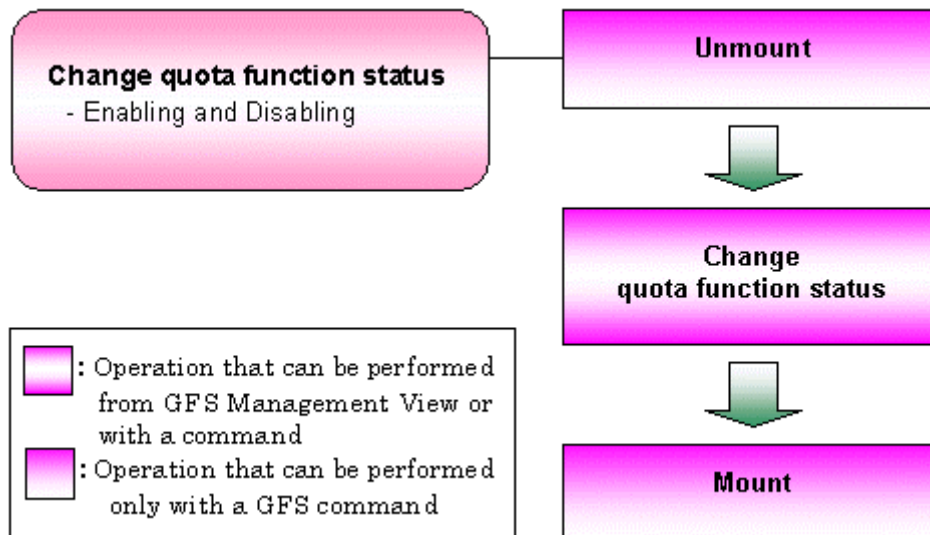 Change quota function status
- Enabling and Disabling
Unmount
Change
quota function status
Mount
: Operation that can be performed
from GFS Management View or
with a command
: Operation that can be performed
only with a GFS command